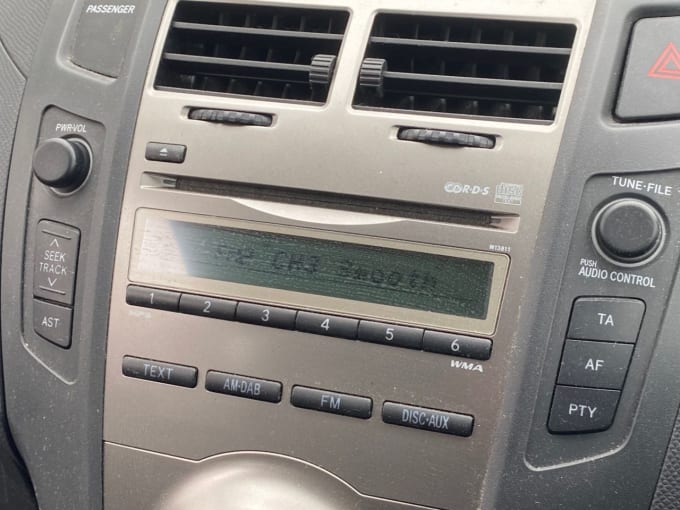 PASSENGER
PWR·VOL
TUNE·FILE
SEEK
TRACK
AST
PUSH
AUDIO CONTROL
W13811
CH3 Smooth
1 2 3 4 5 6
WMA
TEXT
AM·DAB
FM
DISC·AUX
TA
AF
PTY